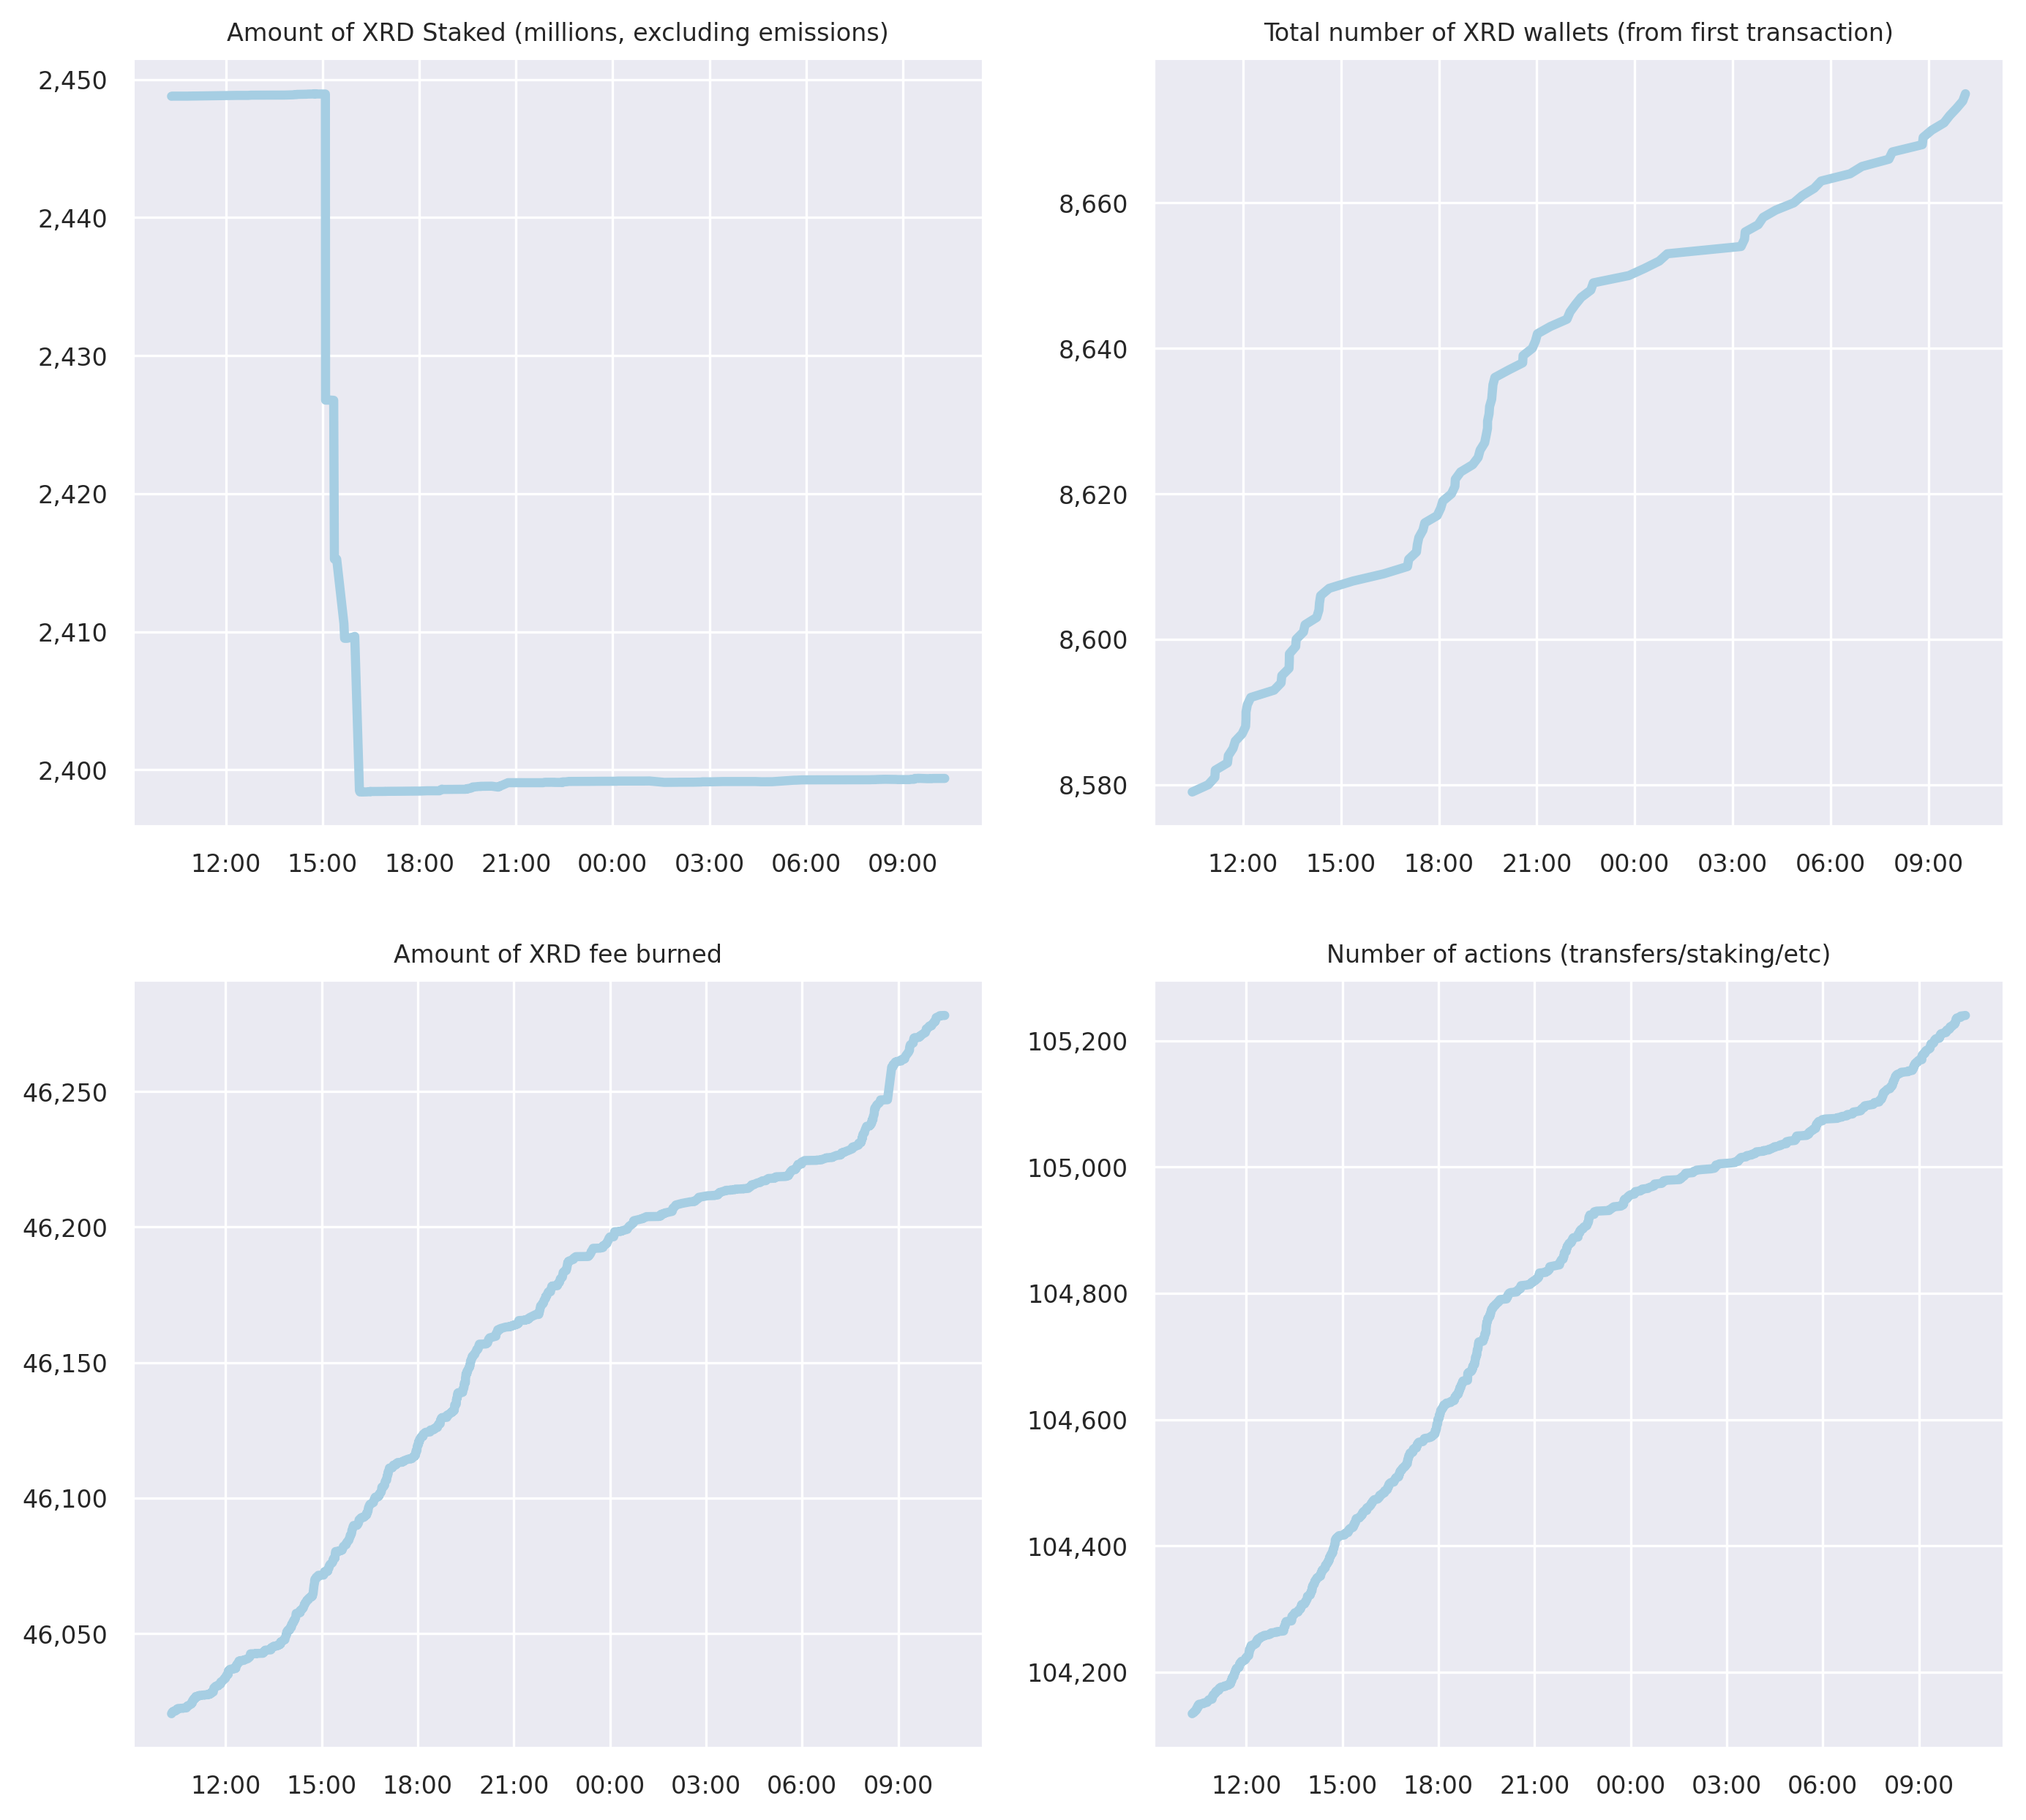 Amount of XRD Staked (millions, excluding emissions)
2,450
2,440
2,430
2,420
2,410
2,400
12:00 15:00 18:00 21:00 00:00 03:00 06:00 09:00
Total number of XRD wallets (from first transaction)
8,660
8,640
8,620
8,600
8,580
12:00 15:00 18:00 21:00 00:00 03:00 06:00 09:00
Amount of XRD fee burned
46,250
46,200
46,150
46,100
46,050
12:00 15:00 18:00 21:00 00:00 03:00 06:00 09:00
Number of actions (transfers/staking/etc)
105,200
105,000
104,800
104,600
104,400
104,200
12:00 15:00 18:00 21:00 00:00 03:00 06:00 09:00